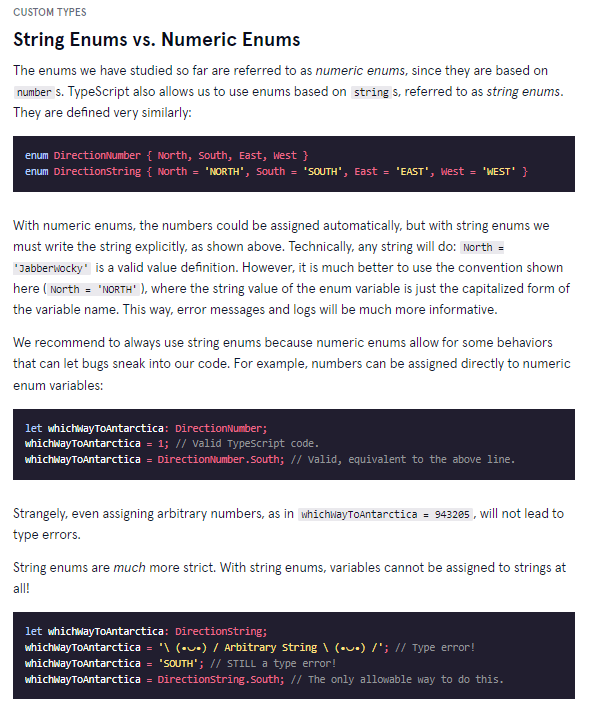 CUSTOM TYPES
String Enums vs. Numeric Enums
The enums we have studied so far are referred to as numeric enums, since they are based on
number s. TypeScript also allows us to use enums based on string s, referred to as string enums.
They are defined very similarly:
enum DirectionNumber { North, South, East, West }
enum DirectionString { North = 'NORTH', South = 'SOUTH', East = 'EAST', West = 'WEST' }
With numeric enums, the numbers could be assigned automatically, but with string enums we
must write the string explicitly, as shown above. Technically, any string will do: North =
'JabberWocky' is a valid value definition. However, it is much better to use the convention shown
here ( North = 'NORTH' ), where the string value of the enum variable is just the capitalized form of
the variable name. This way, error messages and logs will be much more informative.
We recommend to always use string enums because numeric enums allow for some behaviors
that can let bugs sneak into our code. For example, numbers can be assigned directly to numeric
enum variables:
let whichWayToAntarctica: DirectionNumber;
whichWayToAntarctica = 1; // Valid TypeScript code.
whichWayToAntarctica = DirectionNumber.South; // Valid, equivalent to the above line.
Strangely, even assigning arbitrary numbers, as in whichWayToAntarctica = 943205 , will not lead to
type errors.
String enums are much more strict. With string enums, variables cannot be assigned to strings at
all!
let whichWayToAntarctica: DirectionString;
whichWayToAntarctica = '\ (•◡•) / Arbitrary String \ (•◡•) /'; // Type error!
whichWayToAntarctica = 'SOUTH'; // STILL a type error!
whichWayToAntarctica = DirectionString.South; // The only allowable way to do this.